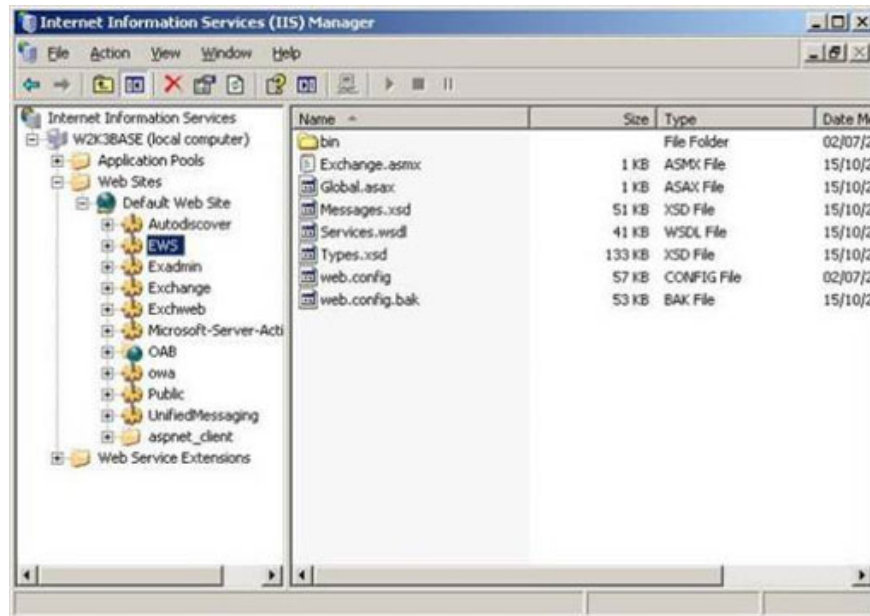 Internet Information Services (IIS) Manager
File Action View Window Help
Internet Information Services
W2K3BASE (local computer)
Application Pools
Web Sites
Default Web Site
Autodiscover
EWS
Exadmin
Exchange
Exchweb
Microsoft-Server-Acti
OAB
owa
Public
UnifiedMessaging
aspnet_client
Web Service Extensions
Name Size Type Date M
bin File Folder 02/07/2
Exchange.asmx 1 KB ASMX File 15/10/2
Global.asax 1 KB ASAX File 15/10/2
Messages.xsd 51 KB XSD File 15/10/2
Services.wsdl 41 KB WSDL File 15/10/2
Types.xsd 133 KB XSD File 15/10/2
web.config 57 KB CONFIG File 02/07/2
web.config.bak 53 KB BAK File 15/10/2